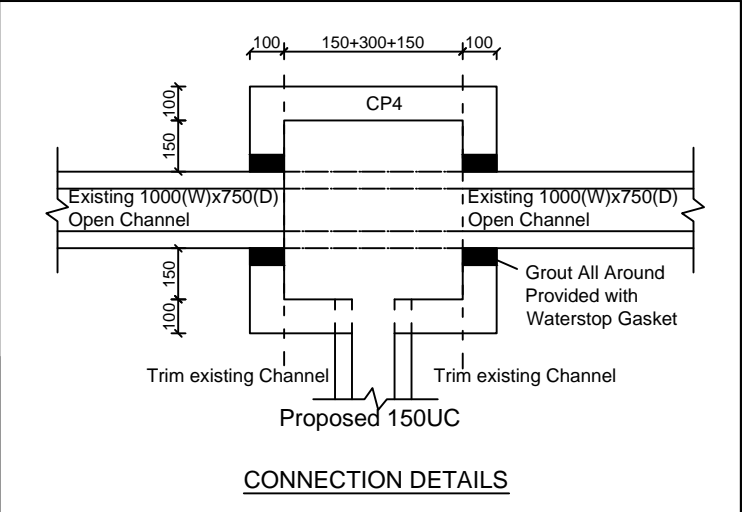 100 150+300+150 100
CP4
100
150
Existing 1000(W)x750(D) Existing 1000(W)x750(D)
Open Channel Open Channel
150
100
Grout All Around
Provided with
Waterstop Gasket
Trim existing Channel Trim existing Channel
Proposed 150UC
CONNECTION DETAILS